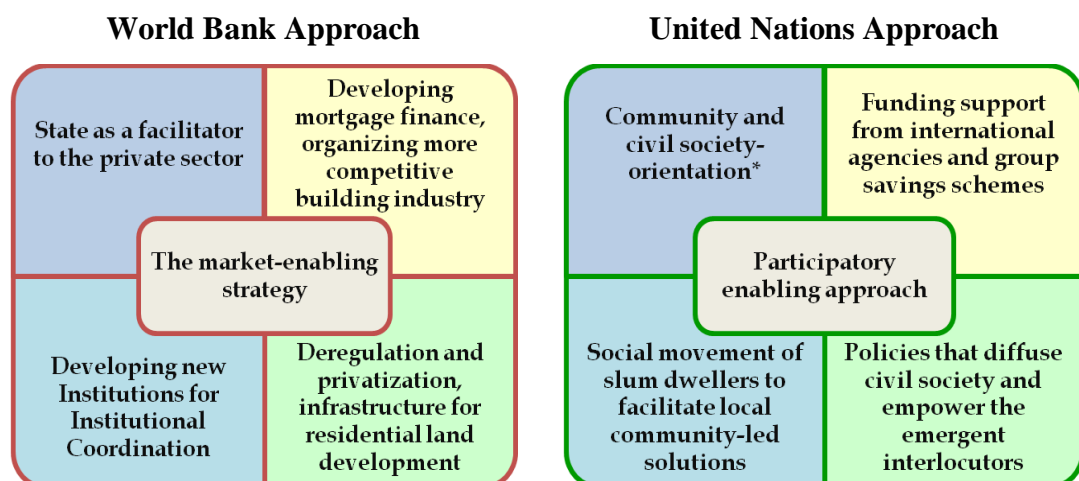 World Bank Approach
State as a facilitator
to the private sector
Developing
mortgage finance,
organizing more
competitive
building industry
The market-enabling
strategy
Developing new
Institutions for
Institutional
Coordination
Deregulation and
privatization,
infrastructure for
residential land
development
United Nations Approach
Community and
civil society-
orientation*
Funding support
from international
agencies and group
savings schemes
Participatory
enabling approach
Social movement of
slum dwellers to
facilitate local
community-led
solutions
Policies that diffuse
civil society and
empower the
emergent
interlocutors